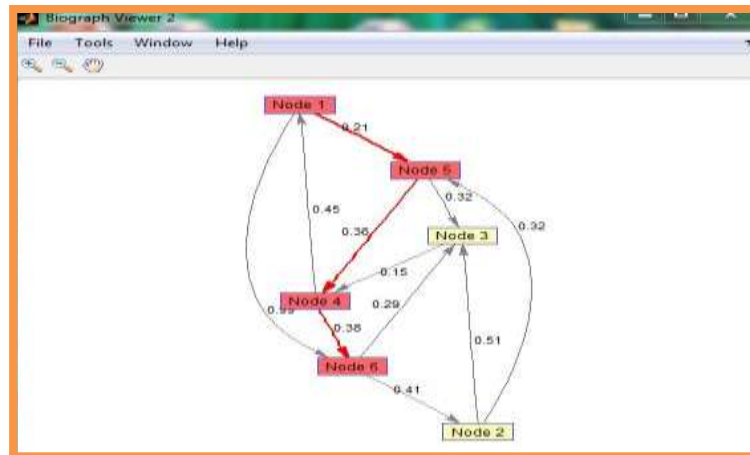 Biograph Viewer 2
File Tools Window Help
Node 1
0.21
Node 5
0.32
0.32
0.45
0.36
Node 3
0.15
Node 4
0.29
0.99
0.38
0.51
Node 6
0.41
Node 2